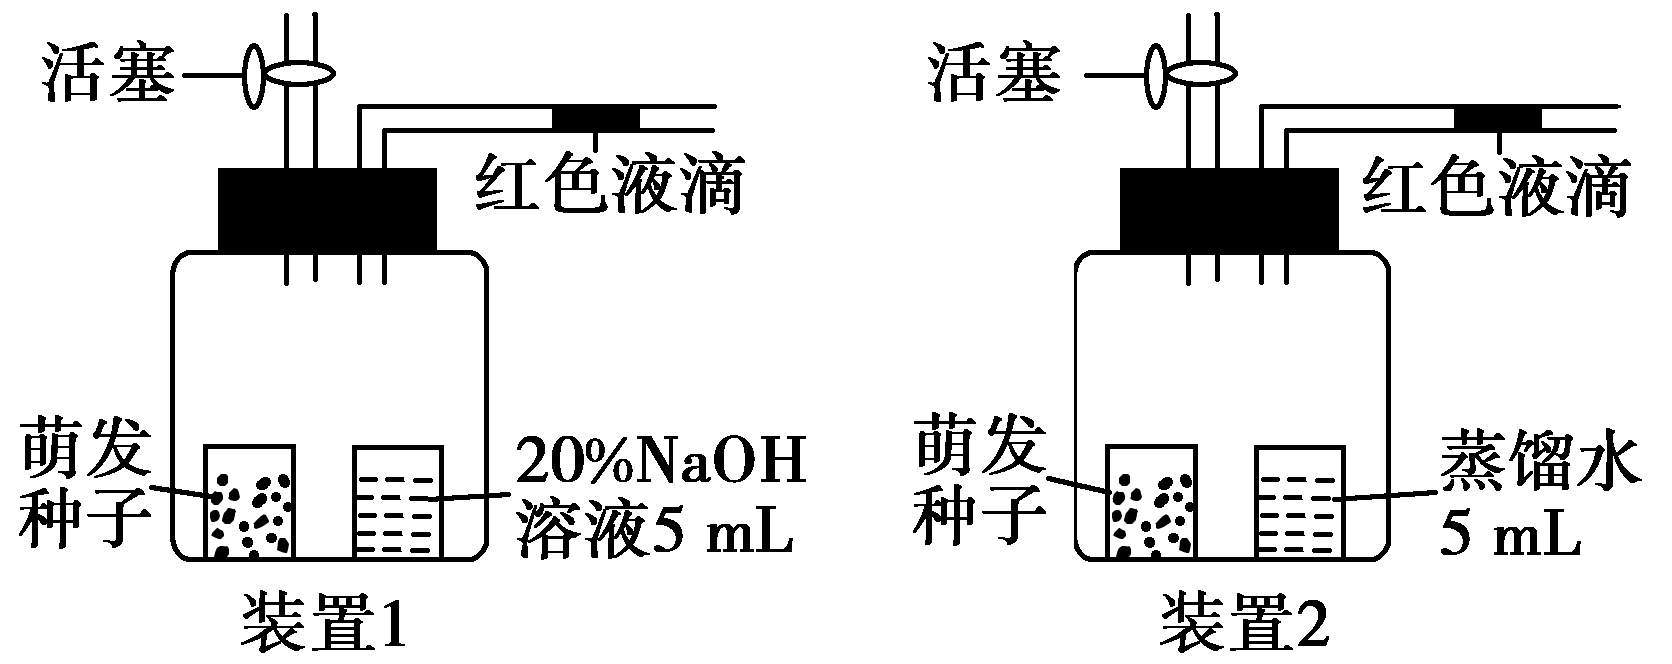 活塞
红色液滴
萌发
种子
20%NaOH
溶液5 mL
装置1
活塞
红色液滴
萌发
种子
蒸馏水
5 mL
装置2